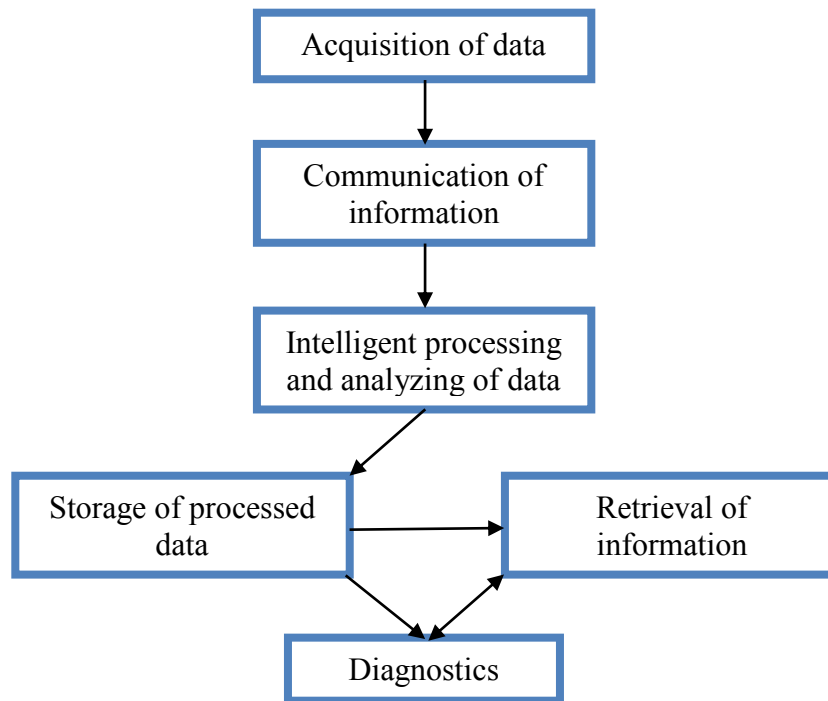 Acquisition of data
Communication of
information
Intelligent processing
and analyzing of data
Storage of processed
data
Retrieval of
information
Diagnostics